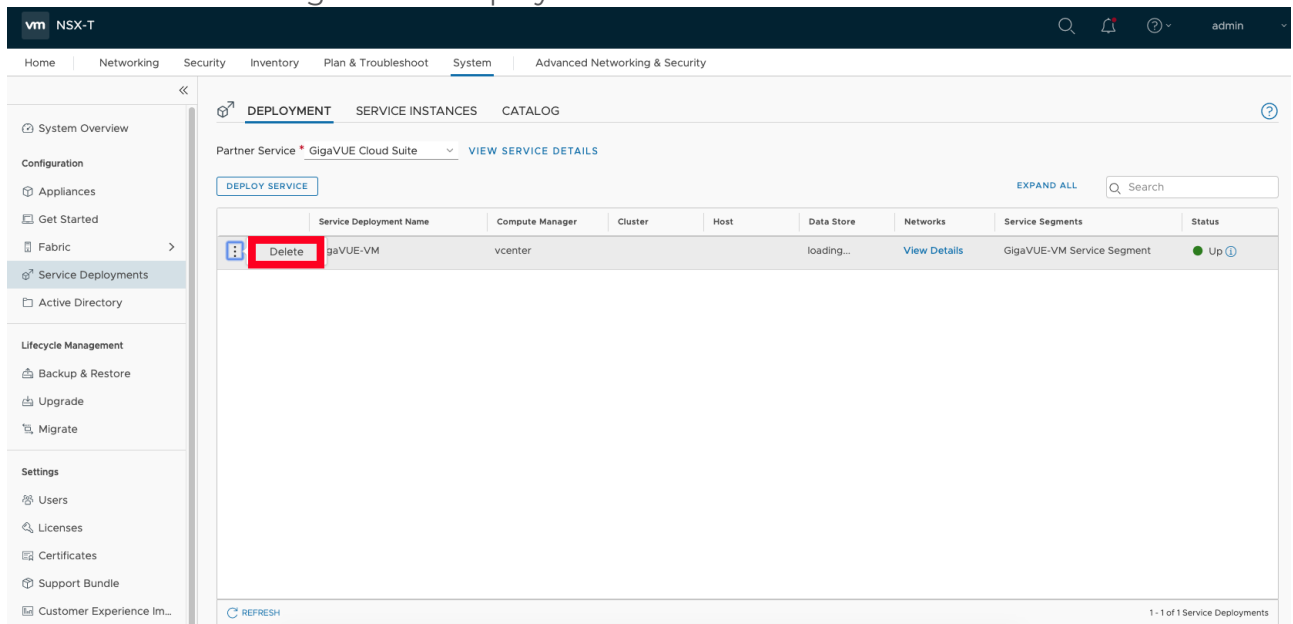 vm NSX-T admin
Home Networking Security Inventory Plan & Troubleshoot System Advanced Networking & Security
DEPLOYMENT SERVICE INSTANCES CATALOG
System Overview
Partner Service * GigaVUE Cloud Suite VIEW SERVICE DETAILS
Configuration
Appliances
DEPLOY SERVICE EXPAND ALL Search
Get Started
Service Deployment Name Compute Manager Cluster Host Data Store Networks Service Segments Status
Fabric
Delete gaVUE-VM vcenter loading... View Details GigaVUE-VM Service Segment Up
Service Deployments
Active Directory
Lifecycle Management
Backup & Restore
Upgrade
Migrate
Settings
Users
Licenses
Certificates
Support Bundle
Customer Experience Im...
REFRESH 1 - 1 of 1 Service Deployments